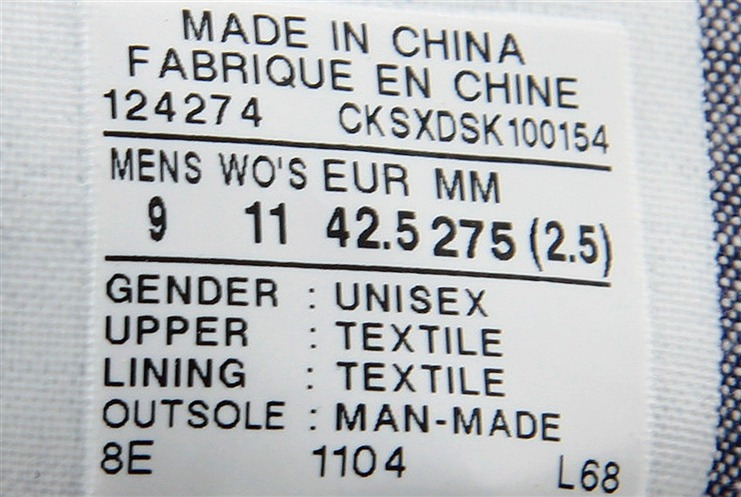 MADE IN CHINA
FABRIQUE EN CHINE
124274 CKSXDSK100154
MENS WO'S EUR MM
9 11 42.5 275 (2.5)
GENDER : UNISEX
UPPER : TEXTILE
LINING : TEXTILE
OUTSOLE : MAN-MADE
8E 1104 L68